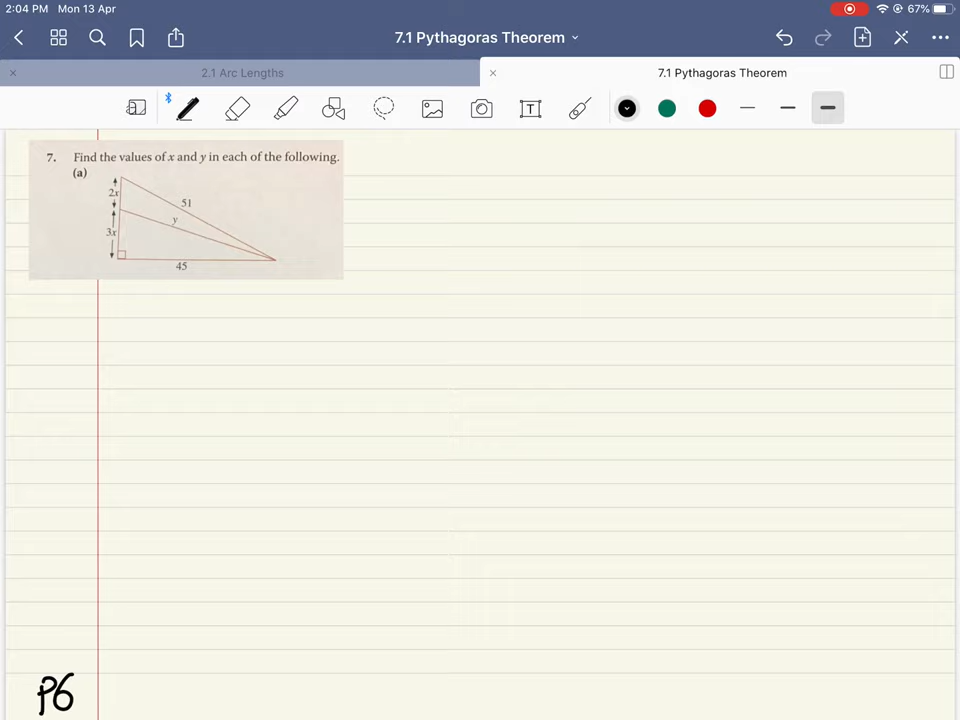 2:04 PM Mon 13 Apr
67%
7.1 Pythagoras Theorem
2.1 Arc Lengths
7.1 Pythagoras Theorem
T
7. Find the values of x and y in each of the following.
(a)
2x
51
y
3x
45
P6